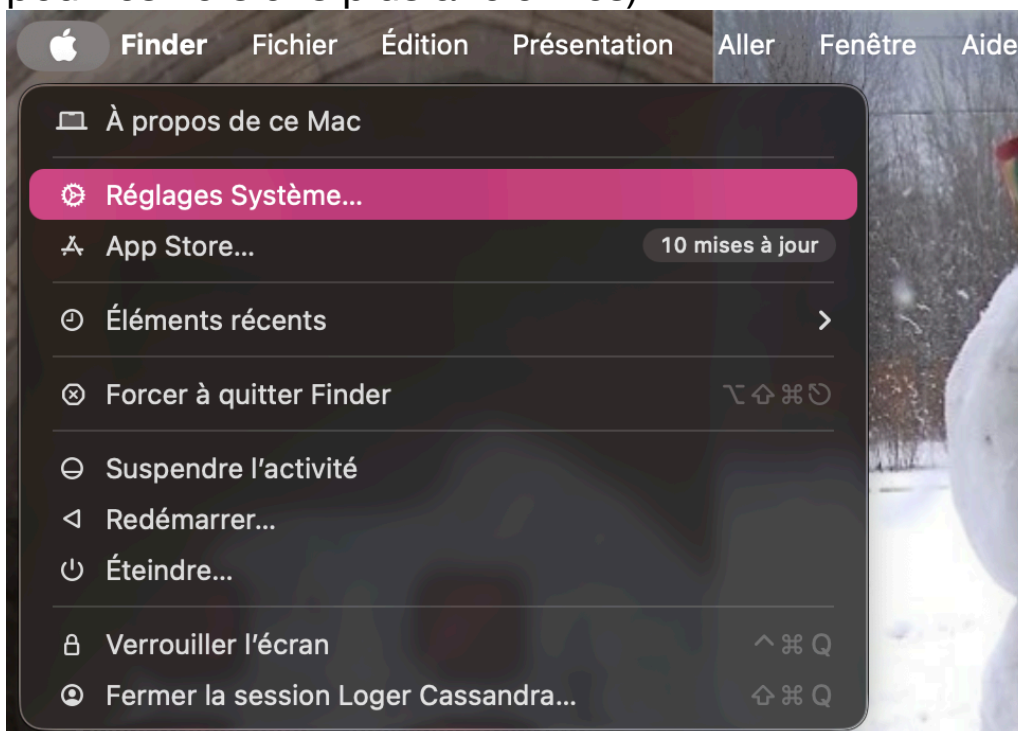 Finder Fichier Édition Présentation Aller Fenêtre Aide
À propos de ce Mac
Réglages Système...
App Store... 10 mises à jour
Éléments récents
Forcer à quitter Finder ⌥⇧⌘⎋
Suspendre l’activité
Redémarrer...
Éteindre...
Verrouiller l’écran ^⌘Q
Fermer la session Loger Cassandra... ⇧⌘Q